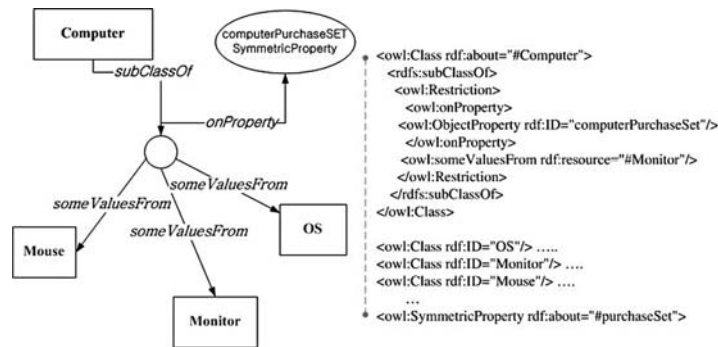 Computer
computerPurchaseSET
SymmetricProperty
subClassOf
onProperty
someValuesFrom
someValuesFrom
someValuesFrom
Mouse
OS
Monitor
<owl:Class rdf:about="#Computer">
<rdfs:subClassOf>
<owl:Restriction>
<owl:onProperty>
<owl:ObjectProperty rdf:ID="computerPurchaseSet"/>
</owl:onProperty>
<owl:someValuesFrom rdf:resource="#Monitor"/>
</owl:Restriction>
</rdfs:subClassOf>
</owl:Class>
<owl:Class rdf:ID="OS"/> .....
<owl:Class rdf:ID="Monitor"/> ....
<owl:Class rdf:ID="Mouse"/> ....
...
<owl:SymmetricProperty rdf:about="#purchaseSet">